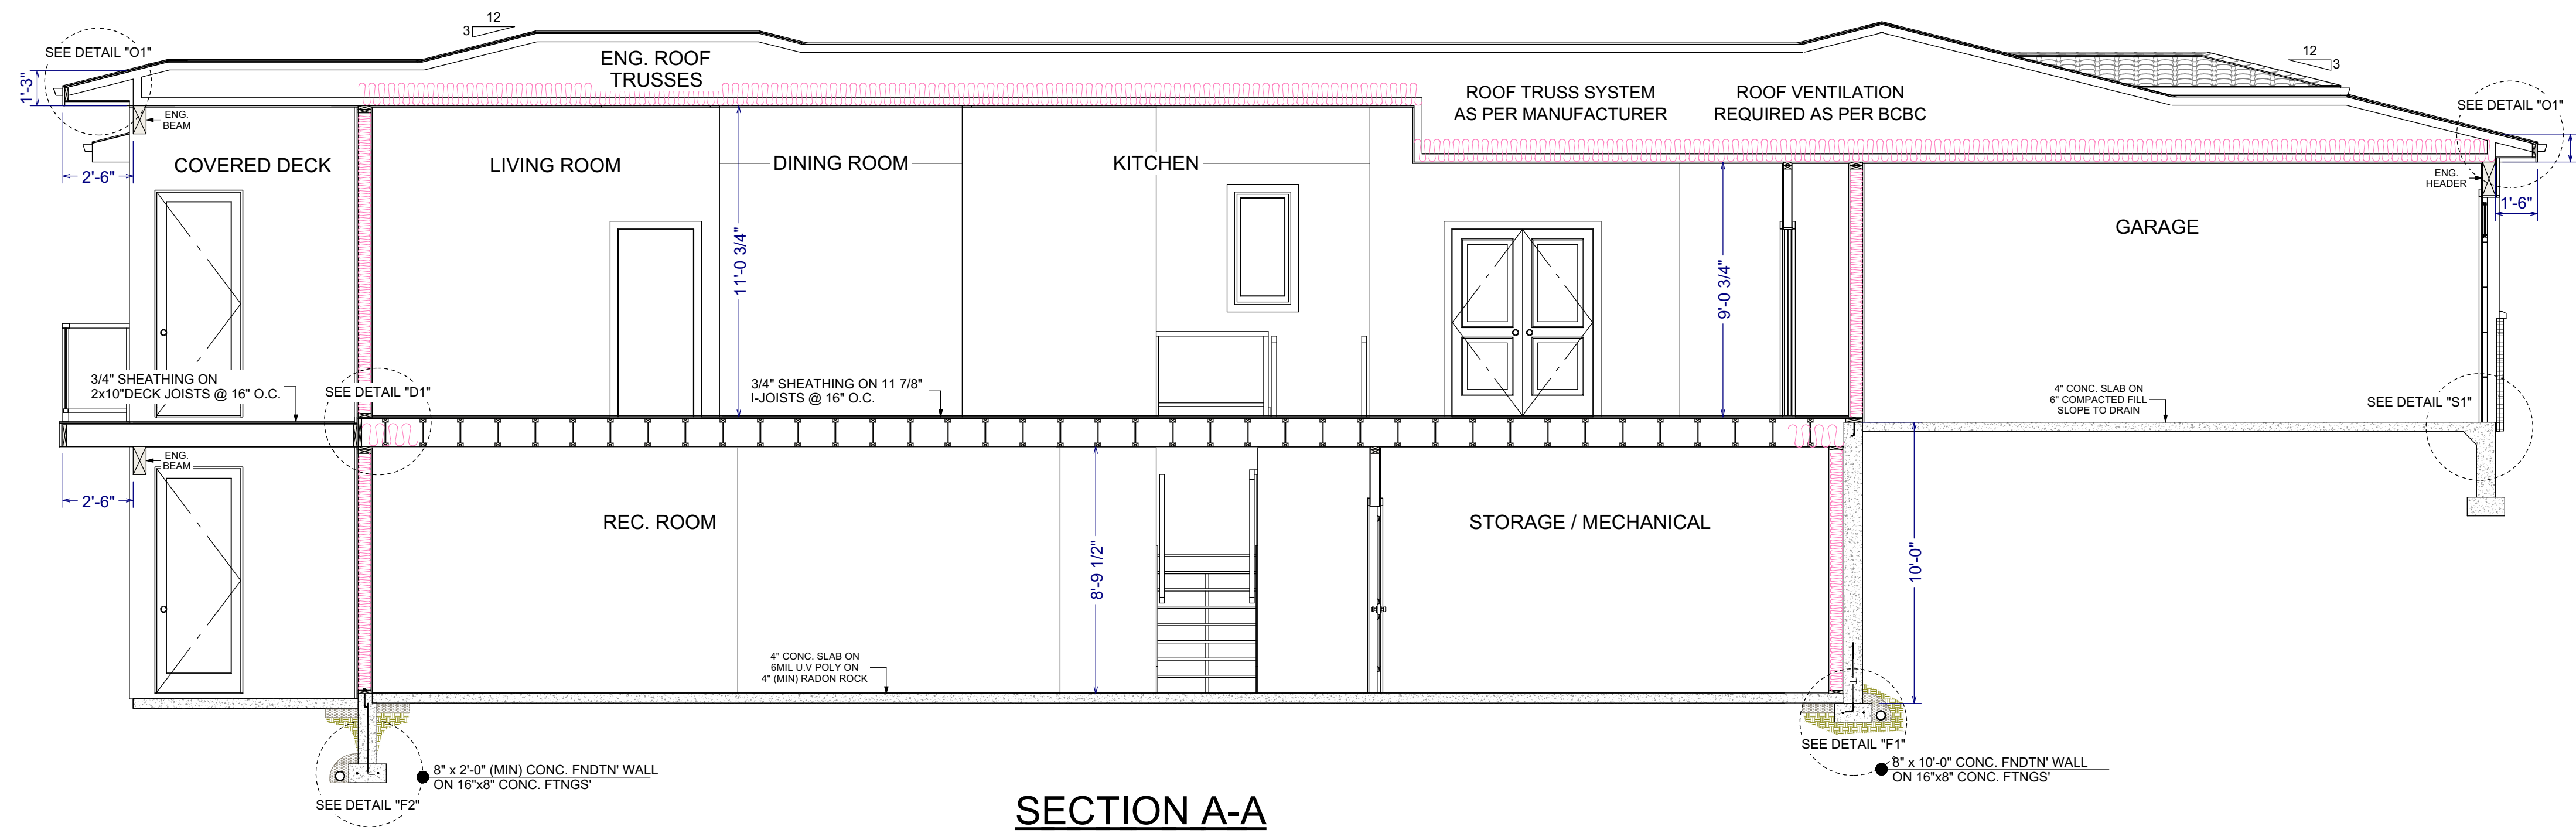 12
3
SEE DETAIL "O1"
1'-3"
ENG. ROOF
TRUSSES
12
3
ROOF TRUSS SYSTEM
AS PER MANUFACTURER
ROOF VENTILATION
REQUIRED AS PER BCBC
SEE DETAIL "O1"
ENG.
BEAM
COVERED DECK
LIVING ROOM
DINING ROOM
KITCHEN
2'-6"
ENG.
HEADER
1'-6"
GARAGE
11'-0 3/4"
9'-0 3/4"
3/4" SHEATHING ON
2x10"DECK JOISTS @ 16" O.C.
SEE DETAIL "D1"
3/4" SHEATHING ON 11 7/8"
I-JOISTS @ 16" O.C.
4" CONC. SLAB ON
6" COMPACTED FILL
SLOPE TO DRAIN
SEE DETAIL "S1"
ENG.
BEAM
2'-6"
REC. ROOM
STORAGE / MECHANICAL
8'-9 1/2"
10'-0"
4" CONC. SLAB ON
6MIL U.V POLY ON
4" (MIN) RADON ROCK
SEE DETAIL "F1"
8" x 2'-0" (MIN) CONC. FNDTN' WALL
ON 16"x8" CONC. FTNGS'
8" x 10'-0" CONC. FNDTN' WALL
ON 16"x8" CONC. FTNGS'
SEE DETAIL "F2"
SECTION A-A